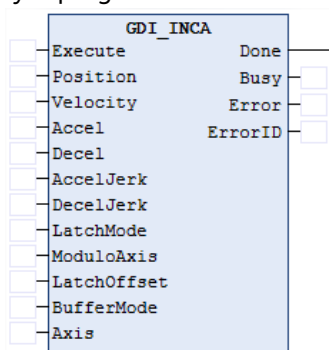 GDI_INCA
Execute Done
Position Busy
Velocity Error
Accel ErrorID
Decel
AccelJerk
DecelJerk
LatchMode
ModuloAxis
LatchOffset
BufferMode
Axis